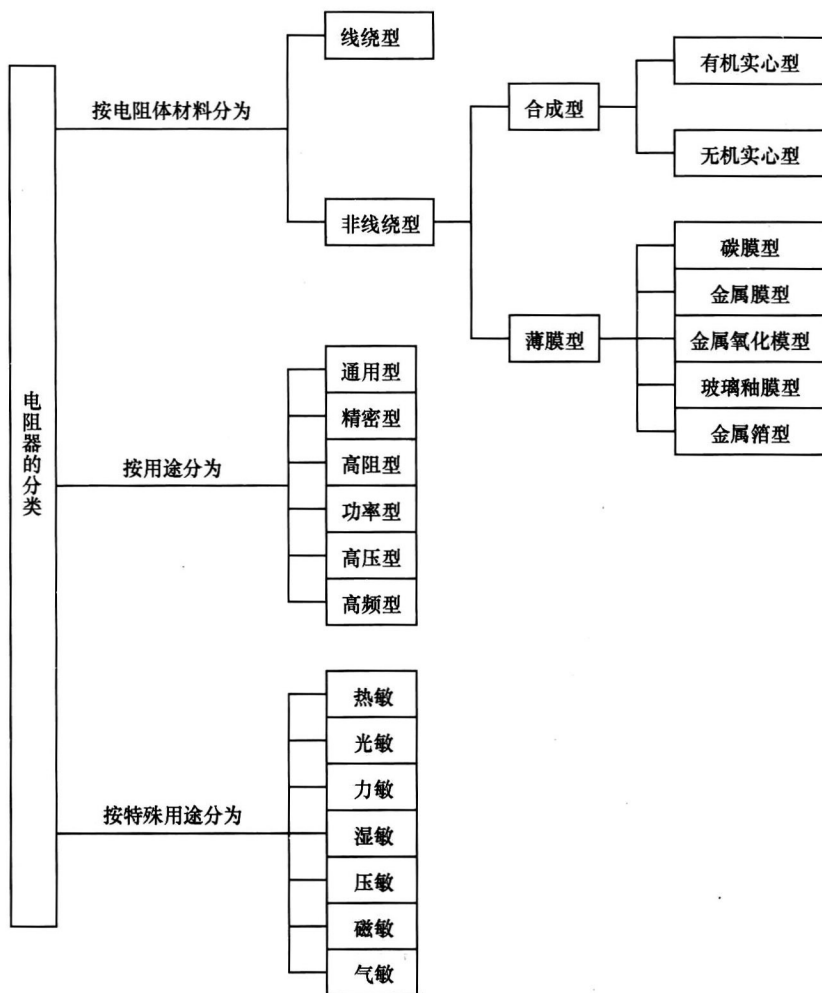 电阻器的分类
按电阻体材料分为
线绕型
非线绕型
合成型
有机实心型
无机实心型
薄膜型
碳膜型
金属膜型
金属氧化模型
玻璃釉膜型
金属箔型
按用途分为
通用型
精密型
高阻型
功率型
高压型
高频型
按特殊用途分为
热敏
光敏
力敏
湿敏
压敏
磁敏
气敏